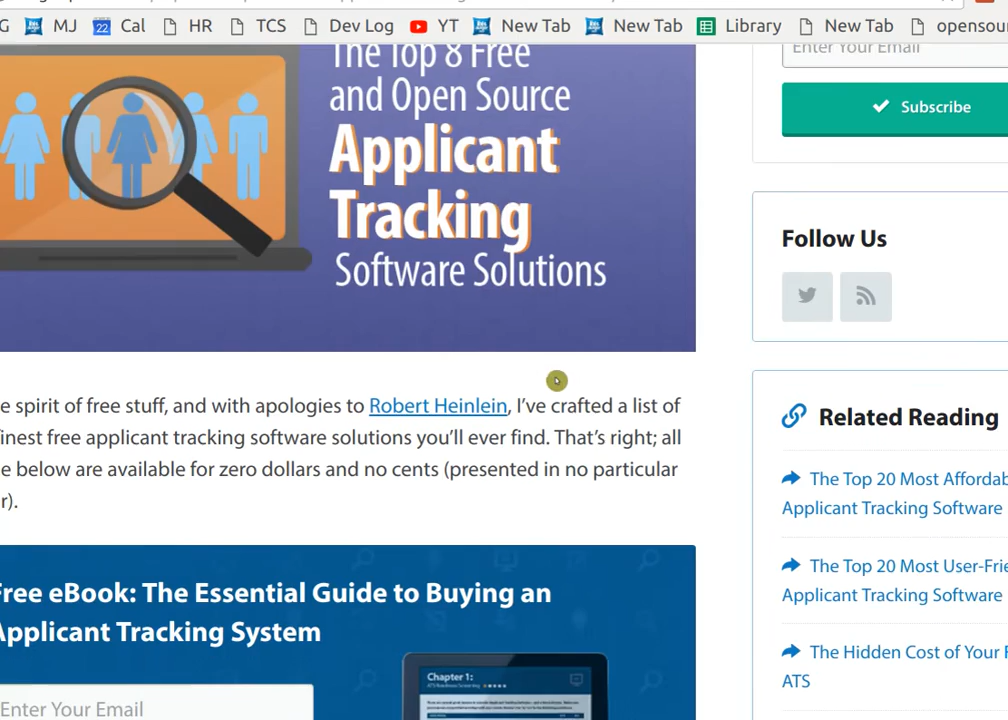 G MJ 22 Cal HR TCS Dev Log YT New Tab New Tab Library New Tab opensour
The Top 8 Free
and Open Source
Applicant
Tracking
Software Solutions
Enter Your Email
Subscribe
Follow Us
e spirit of free stuff, and with apologies to Robert Heinlein, I've crafted a list of
finest free applicant tracking software solutions you'll ever find. That's right; all
e below are available for zero dollars and no cents (presented in no particular
r).
Related Reading
The Top 20 Most Affordab
Applicant Tracking Software
The Top 20 Most User-Frie
Applicant Tracking Software
The Hidden Cost of Your F
ATS
Free eBook: The Essential Guide to Buying an
Applicant Tracking System
Enter Your Email
Chapter 1: